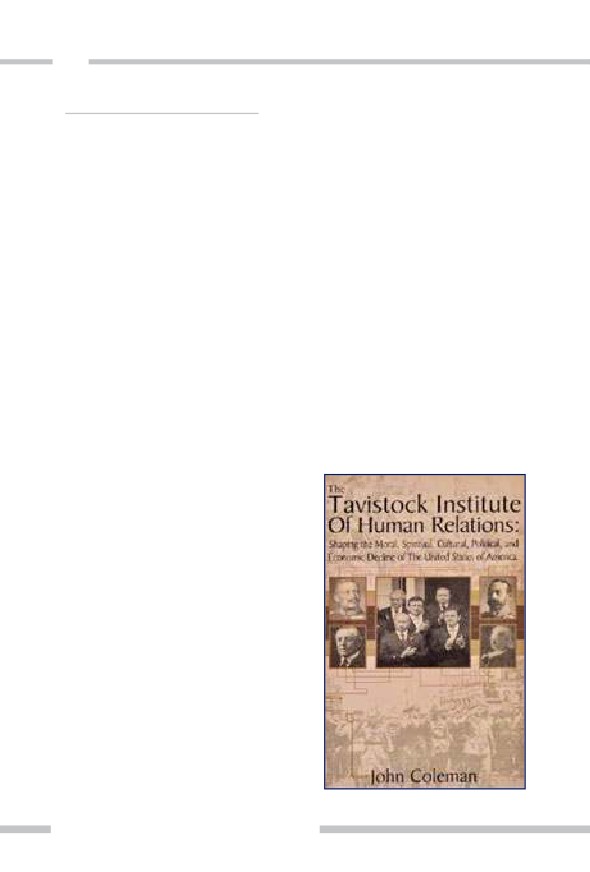 The
Tavistock Institute
Of Human Relations:
Shaping the Moral, Spiritual, Cultural, Political, and
Economic Decline of The United States of America
John Coleman